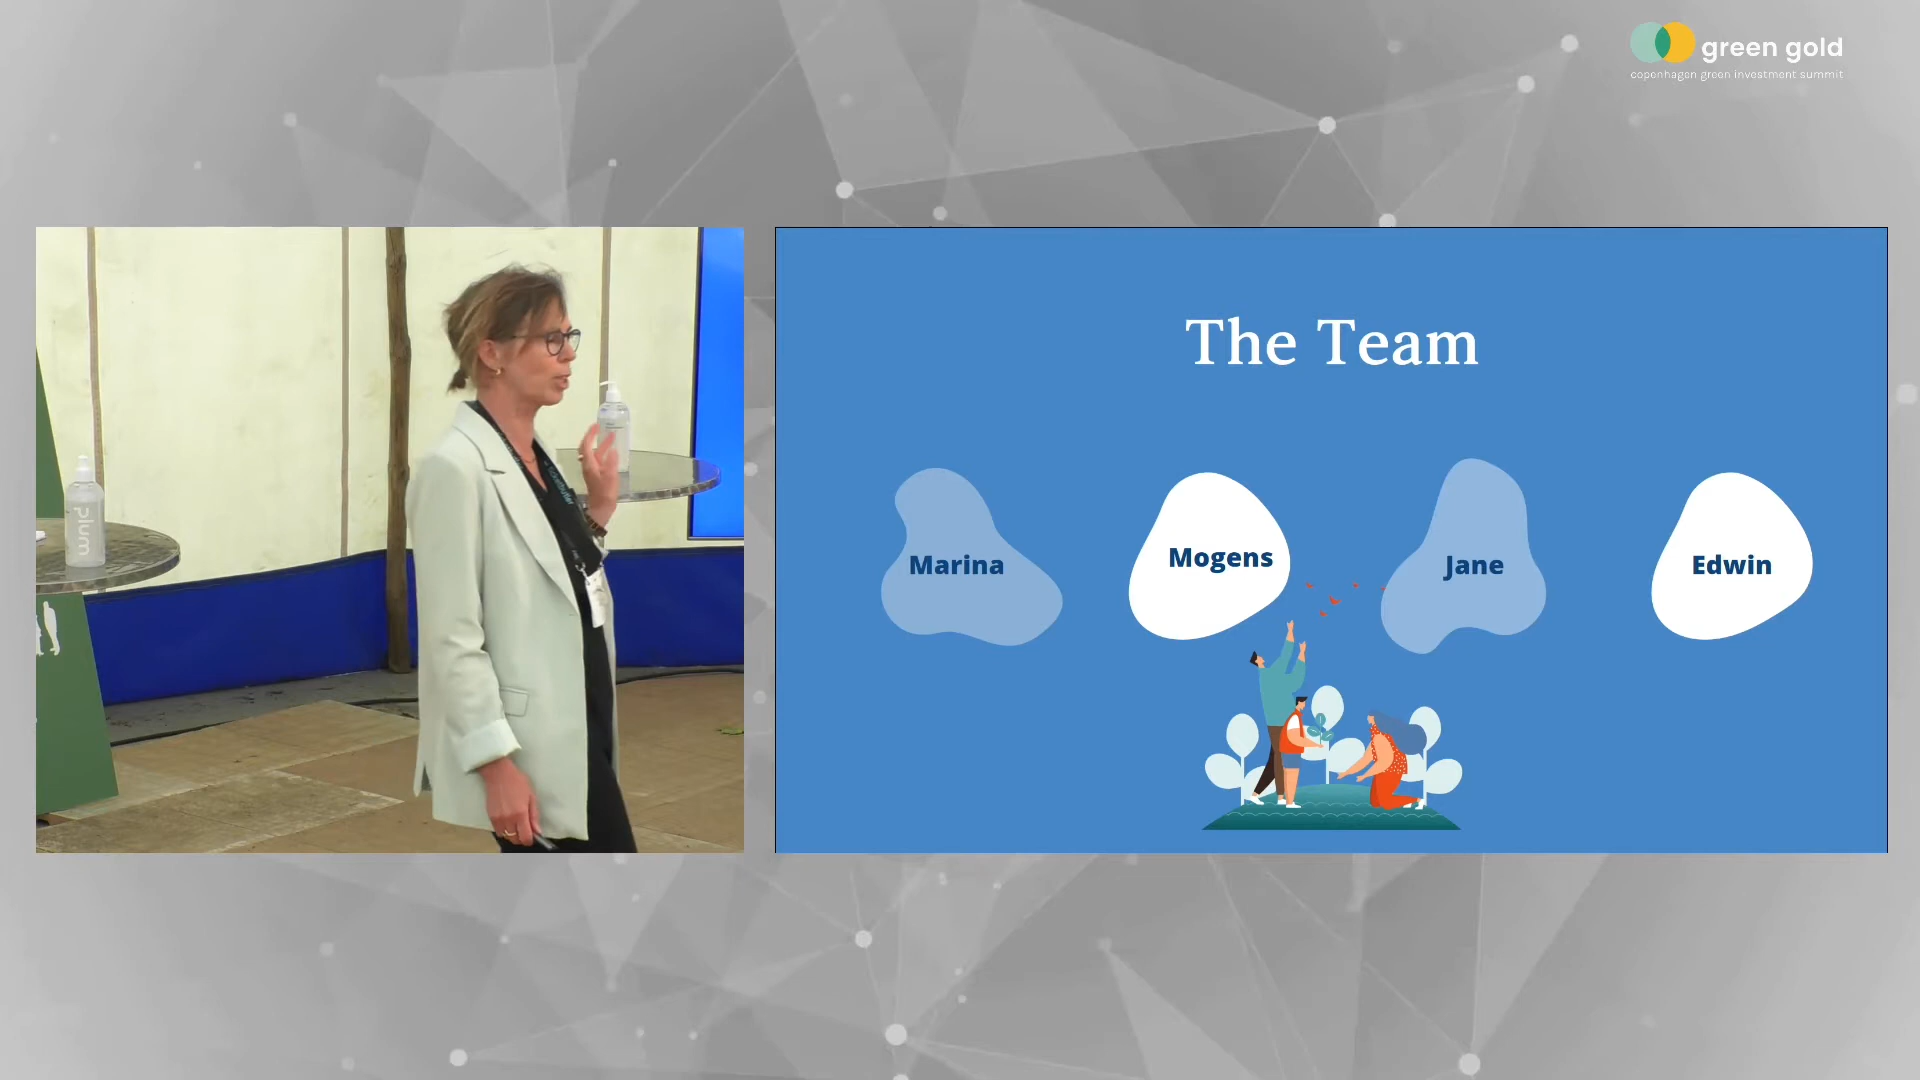 green gold
copenhagen green investment summit
The Team
Marina
Mogens
Jane
Edwin
plum